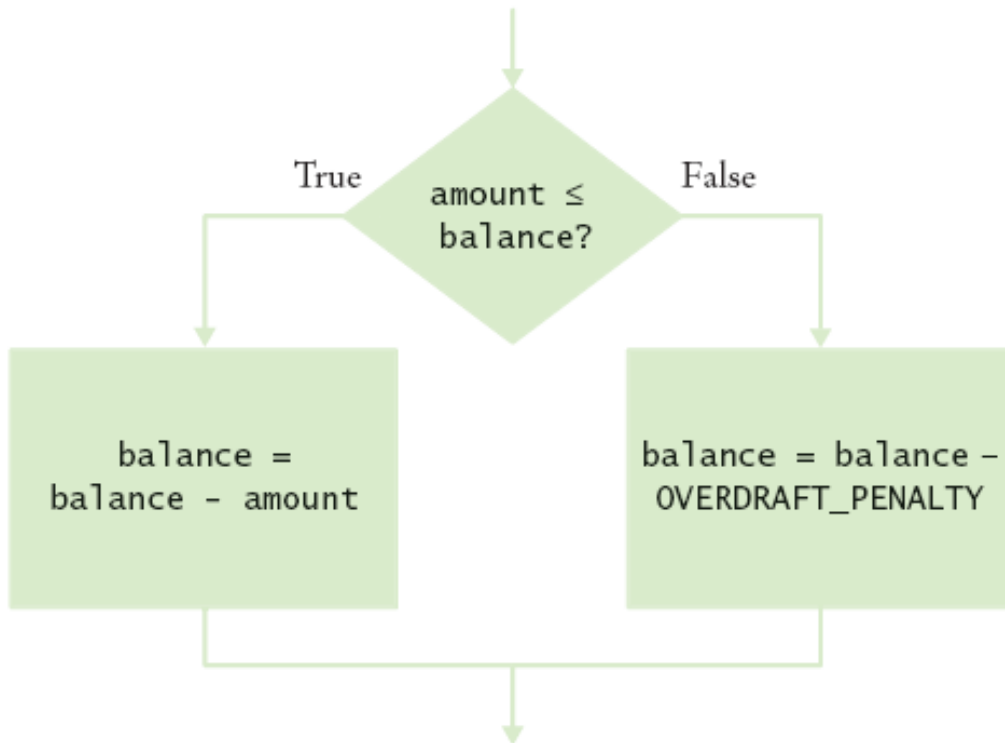 True
False
amount ≤
balance?
balance =
balance - amount
balance = balance –
OVERDRAFT_PENALTY